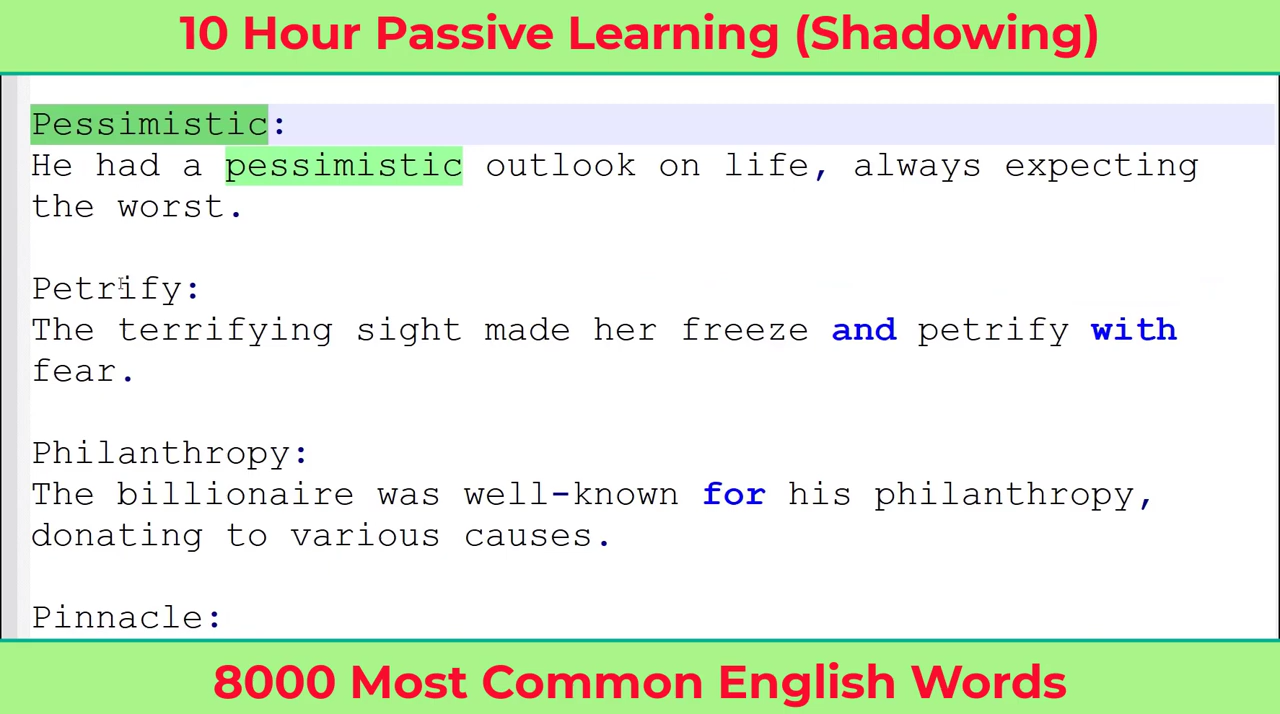 10 Hour Passive Learning (Shadowing)
Pessimistic:
He had a pessimistic outlook on life, always expecting
the worst.
Petrify:
The terrifying sight made her freeze and petrify with
fear.
Philanthropy:
The billionaire was well-known for his philanthropy,
donating to various causes.
Pinnacle:
8000 Most Common English Words